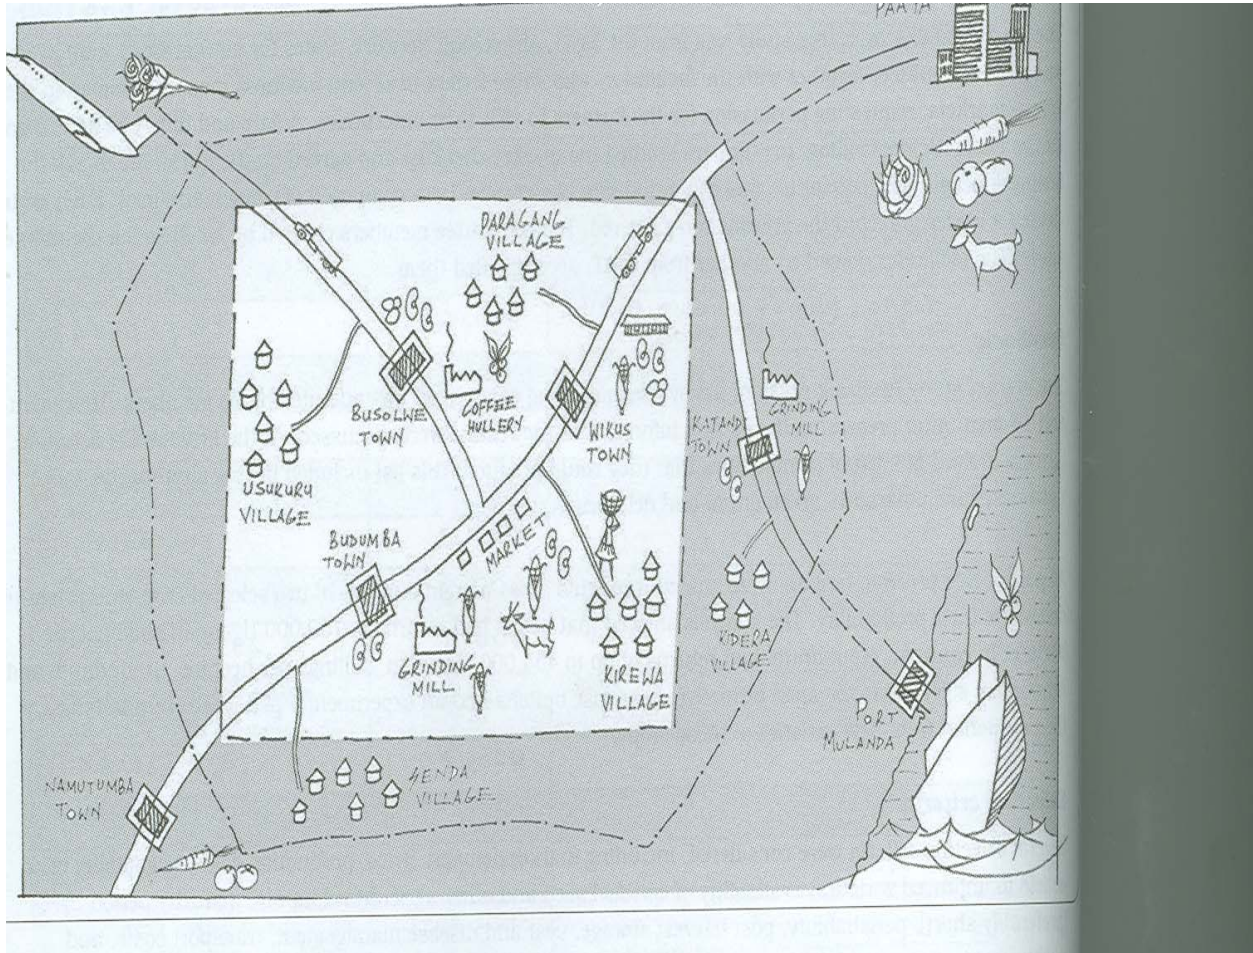 PAATA
PARAGANG
VILLAGE
BUSOLWE
TOWN
COFFEE
HULLERY
WIKUS
TOWN
KATANDI
TOWN
GRINDING
MILL
USUKURU
VILLAGE
BUDUMBA
TOWN
MARKET
GRINDING
MILL
KIREWA
VILLAGE
KIDERA
VILLAGE
PORT
MULANDA
SENDA
VILLAGE
NAMUTUMBA
TOWN